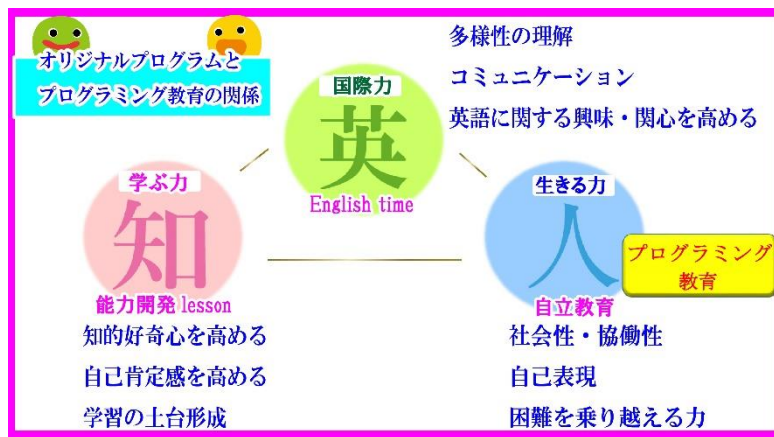 オリジナルプログラムと
プログラミング教育の関係
国際力
英
English time
多様性の理解
コミュニケーション
英語に関する興味・関心を高める
学ぶ力
知
能力開発 lesson
知的好奇心を高める
自己肯定感を高める
学習の土台形成
生きる力
人
プログラミング
教育
自立教育
社会性・協働性
自己表現
困難を乗り越える力